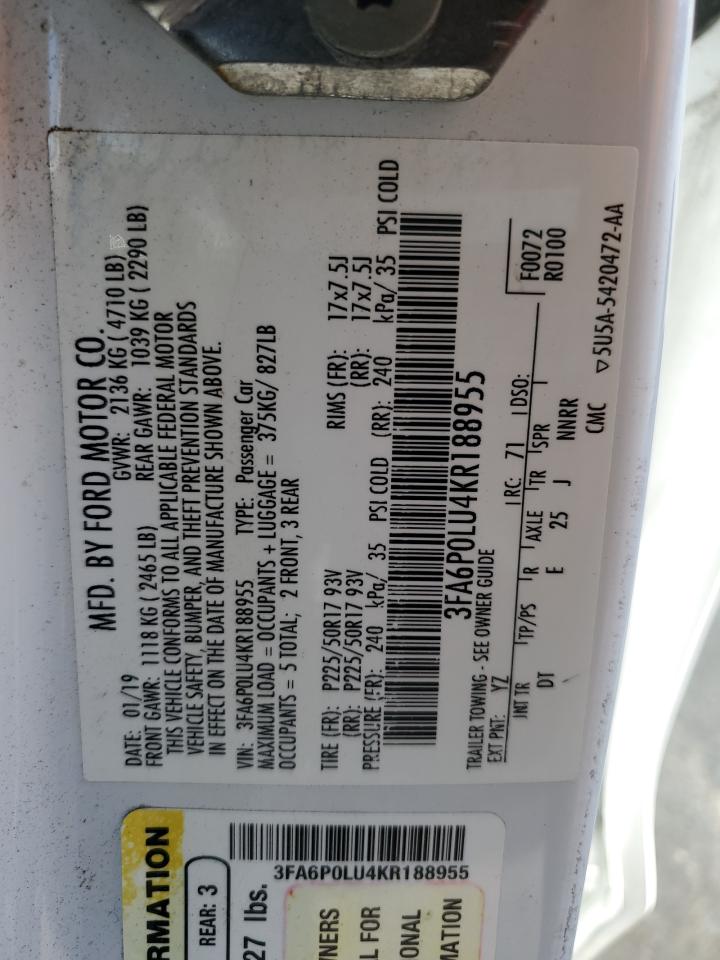 MFD. BY FORD MOTOR CO.
DATE: 01/19 GVWR: 2136 KG ( 4710 LB)
FRONT GAWR: 1118 KG ( 2465 LB) REAR GAWR: 1039 KG ( 2290 LB)
THIS VEHICLE CONFORMS TO ALL APPLICABLE FEDERAL MOTOR
VEHICLE SAFETY, BUMPER, AND THEFT PREVENTION STANDARDS
IN EFFECT ON THE DATE OF MANUFACTURE SHOWN ABOVE.
VIN: 3FA6P0LU4KR188955 TYPE: Passenger Car
MAXIMUM LOAD = OCCUPANTS + LUGGAGE = 375KG/ 827LB
OCCUPANTS = 5 TOTAL; 2 FRONT, 3 REAR
TIRE (FR): P225/50R17 93V RIMS (FR): 17x7.5J
(RR): P225/50R17 93V (RR): 17x7.5J
PRESSURE (FR): 240 kPa/ 35 PSI COLD (RR): 240 kPa/ 35 PSI COLD
3FA6P0LU4KR188955
TRAILER TOWING - SEE OWNER GUIDE
EXT PNT: YZ RC: 71 DSO: F0072
R0100
INT TR TP/PS R AXLE TR SPR
DT E 25 J NNRR
CMC ▽5U5A-5420472-AA
RMATION
REAR: 3
27 lbs.
3FA6P0LU4KR188955
WNERS
L FOR
ONAL
MATION